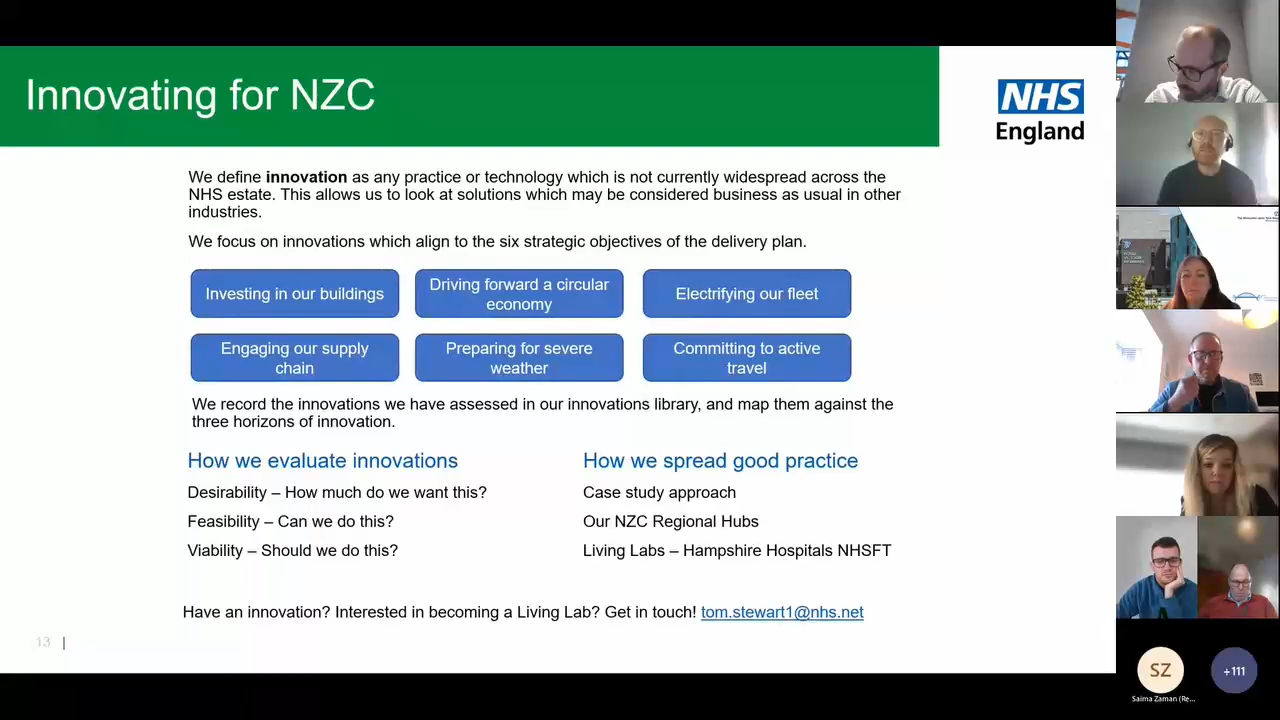 Innovating for NZC
NHS
England
We define innovation as any practice or technology which is not currently widespread across the
NHS estate. This allows us to look at solutions which may be considered business as usual in other
industries.
We focus on innovations which align to the six strategic objectives of the delivery plan.
Investing in our buildings
Driving forward a circular
economy
Electrifying our fleet
Engaging our supply
chain
Preparing for severe
weather
Committing to active
travel
We record the innovations we have assessed in our innovations library, and map them against the
three horizons of innovation.
How we evaluate innovations
Desirability – How much do we want this?
Feasibility – Can we do this?
Viability – Should we do this?
How we spread good practice
Case study approach
Our NZC Regional Hubs
Living Labs – Hampshire Hospitals NHSFT
Have an innovation? Interested in becoming a Living Lab? Get in touch! tom.stewart1@nhs.net
13 |
SZ
Saima Zaman (Re...
+111